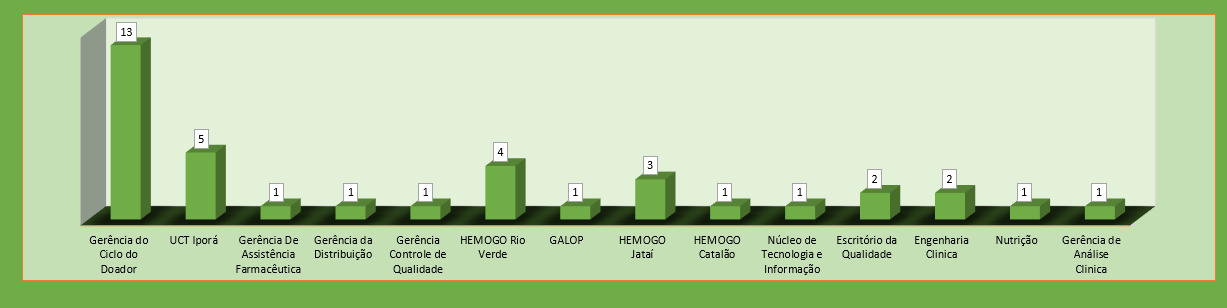 13
5
1
1
1
4
1
3
1
1
2
2
1
1
Gerência do
Ciclo do
Doador
UCT Iporá
Gerência De
Assistência
Farmacêutica
Gerência da
Distribuição
Gerência
Controle de
Qualidade
HEMOGO Rio
Verde
GALOP
HEMOGO
Jataí
HEMOGO
Catalão
Núcleo de
Tecnologia e
Informação
Escritório da
Qualidade
Engenharia
Clinica
Nutrição
Gerência de
Análise
Clinica